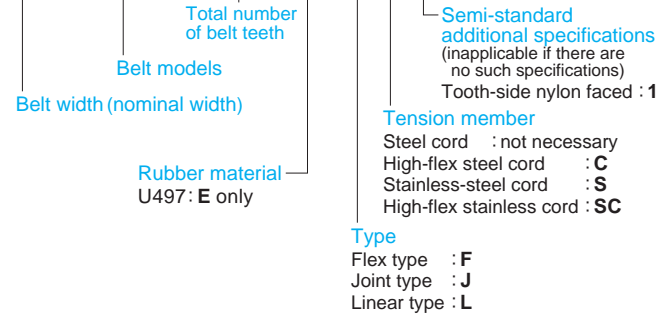 Total number
of belt teeth
Belt models
Belt width (nominal width)
Rubber material
U497: E only
Semi-standard
additional specifications
(inapplicable if there are
no such specifications)
Tooth-side nylon faced : 1
Tension member
Steel cord : not necessary
High-flex steel cord : C
Stainless-steel cord : S
High-flex stainless cord : SC
Type
Flex type : F
Joint type : J
Linear type : L